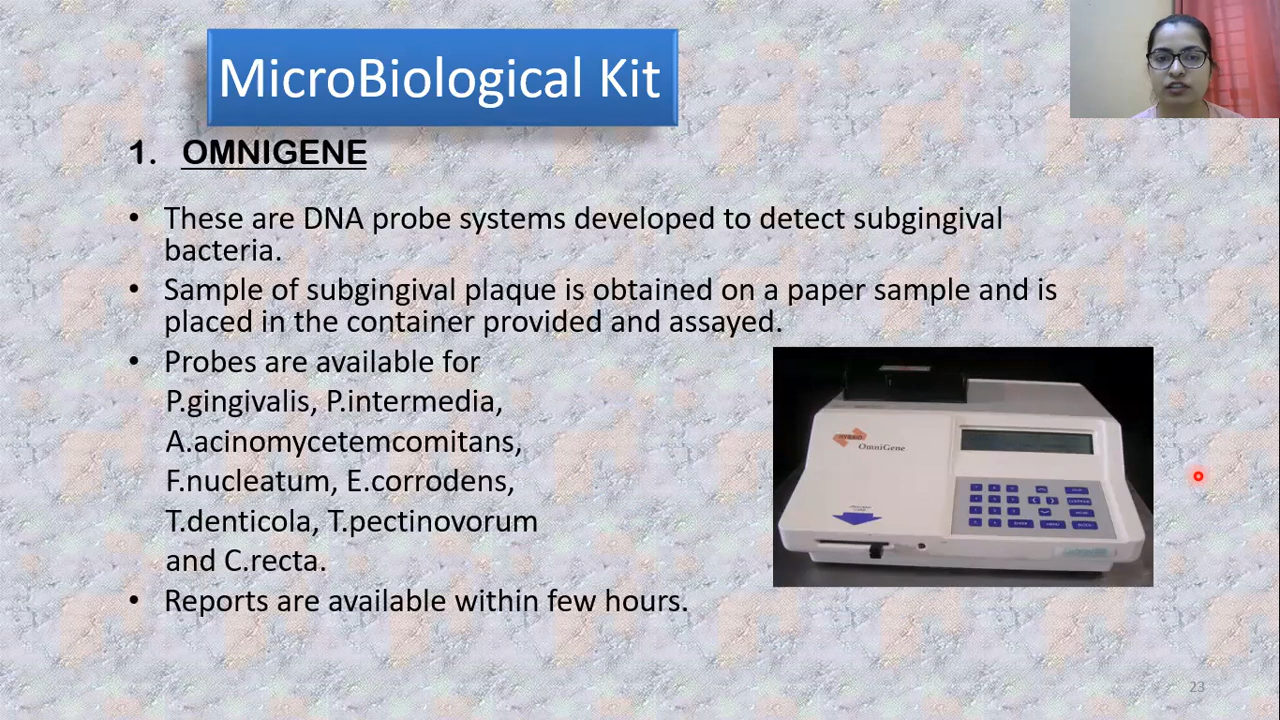 MicroBiological Kit
1. OMNIGENE
• These are DNA probe systems developed to detect subgingival
bacteria.
• Sample of subgingival plaque is obtained on a paper sample and is
placed in the container provided and assayed.
• Probes are available for
P.gingivalis, P.intermedia,
A.acinomycetemcomitans,
F.nucleatum, E.corrodens,
T.denticola, T.pectinovorum
and C.recta.
• Reports are available within few hours.
OmniGene
23